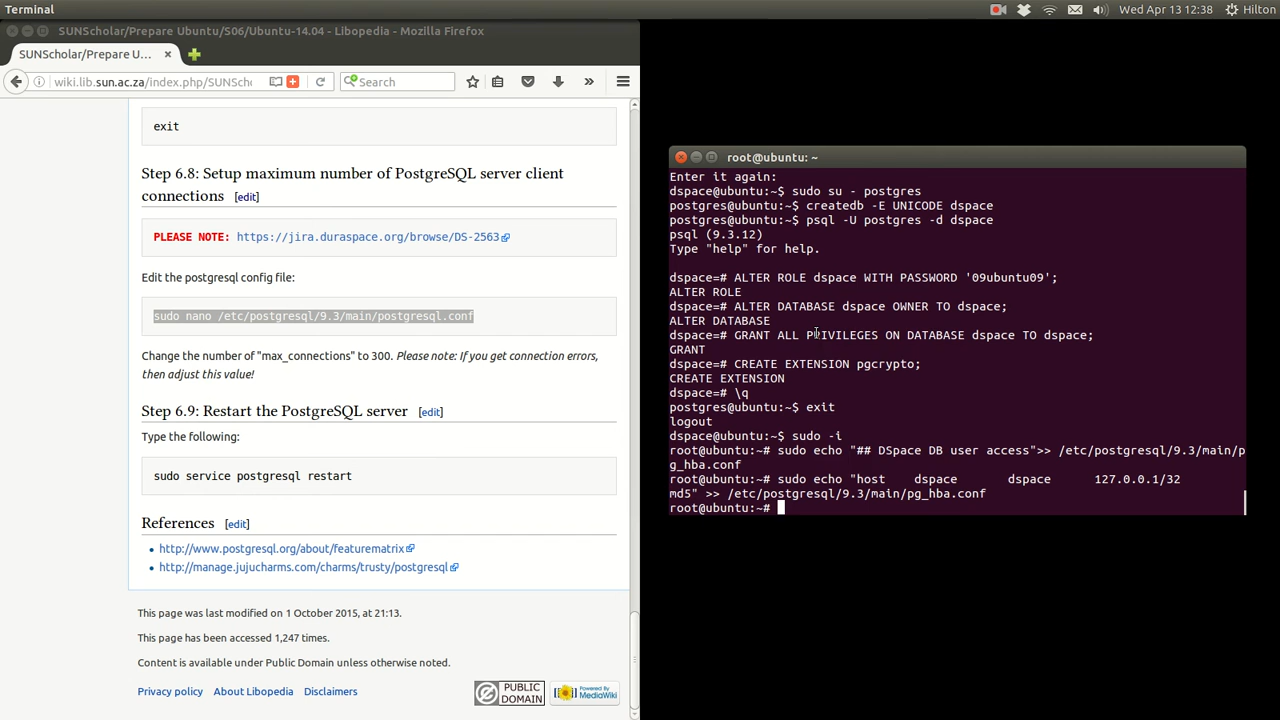 Terminal
Wed Apr 13 12:38
Hilton
SUNScholar/Prepare Ubuntu/S06/Ubuntu-14.04 - Libopedia - Mozilla Firefox
SUNScholar/Prepare U...
wiki.lib.sun.ac.za/index.php/SUNScho
Search
exit
Step 6.8: Setup maximum number of PostgreSQL server client
connections [edit]
PLEASE NOTE: https://jira.duraspace.org/browse/DS-2563
Edit the postgresql config file:
sudo nano /etc/postgresql/9.3/main/postgresql.conf
Change the number of "max_connections" to 300. Please note: If you get connection errors,
then adjust this value!
Step 6.9: Restart the PostgreSQL server [edit]
Type the following:
sudo service postgresql restart
References [edit]
http://www.postgresql.org/about/featurematrix
http://manage.jujucharms.com/charms/trusty/postgresql
This page was last modified on 1 October 2015, at 21:13.
This page has been accessed 1,247 times.
Content is available under Public Domain unless otherwise noted.
Privacy policy About Libopedia Disclaimers
PUBLIC
DOMAIN
Powered By
MediaWiki
root@ubuntu: ~
Enter it again:
dspace@ubuntu:~$ sudo su - postgres
postgres@ubuntu:~$ createdb -E UNICODE dspace
postgres@ubuntu:~$ psql -U postgres -d dspace
psql (9.3.12)
Type "help" for help.
dspace=# ALTER ROLE dspace WITH PASSWORD '09ubuntu09';
ALTER ROLE
dspace=# ALTER DATABASE dspace OWNER TO dspace;
ALTER DATABASE
dspace=# GRANT ALL PRIVILEGES ON DATABASE dspace TO dspace;
GRANT
dspace=# CREATE EXTENSION pgcrypto;
CREATE EXTENSION
dspace=# \q
postgres@ubuntu:~$ exit
logout
dspace@ubuntu:~$ sudo -i
root@ubuntu:~# sudo echo "## DSpace DB user access">> /etc/postgresql/9.3/main/p
g_hba.conf
root@ubuntu:~# sudo echo "host dspace dspace 127.0.0.1/32
md5" >> /etc/postgresql/9.3/main/pg_hba.conf
root@ubuntu:~#